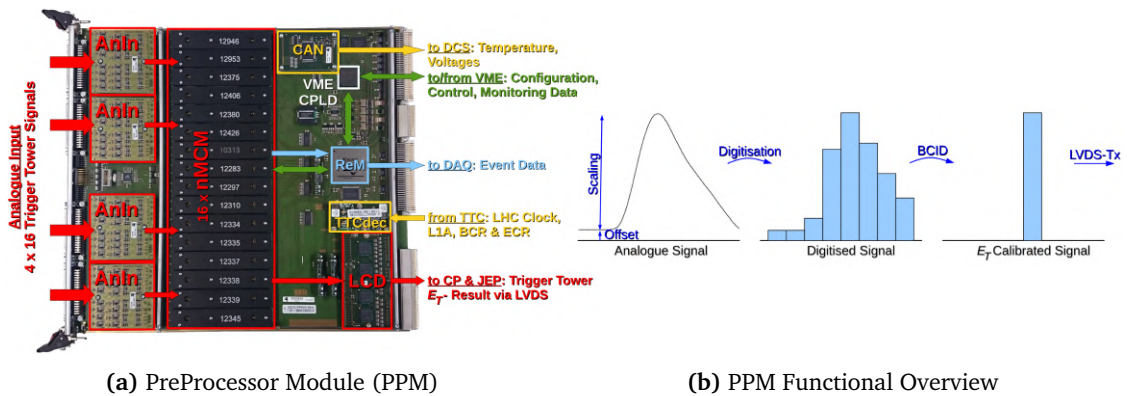 Analogue Input
4 x 16 Trigger Tower Signals
AnIn
AnIn
AnIn
AnIn
16 x nMCM
12946
12953
12375
12406
12380
12426
10313
12283
12297
12310
12334
12335
12337
12338
12339
12345
CAN
VME
CPLD
ReM
TTCdec
LCD
to DCS: Temperature,
Voltages
to/from VME: Configuration,
Control, Monitoring Data
to DAQ: Event Data
from TTC: LHC Clock,
L1A, BCR & ECR
to CP & JEP: Trigger Tower
E_T- Result via LVDS
(a) PreProcessor Module (PPM)
Scaling
Offset
Analogue Signal
Digitisation
Digitised Signal
BCID
E_T Calibrated Signal
LVDS-Tx
(b) PPM Functional Overview